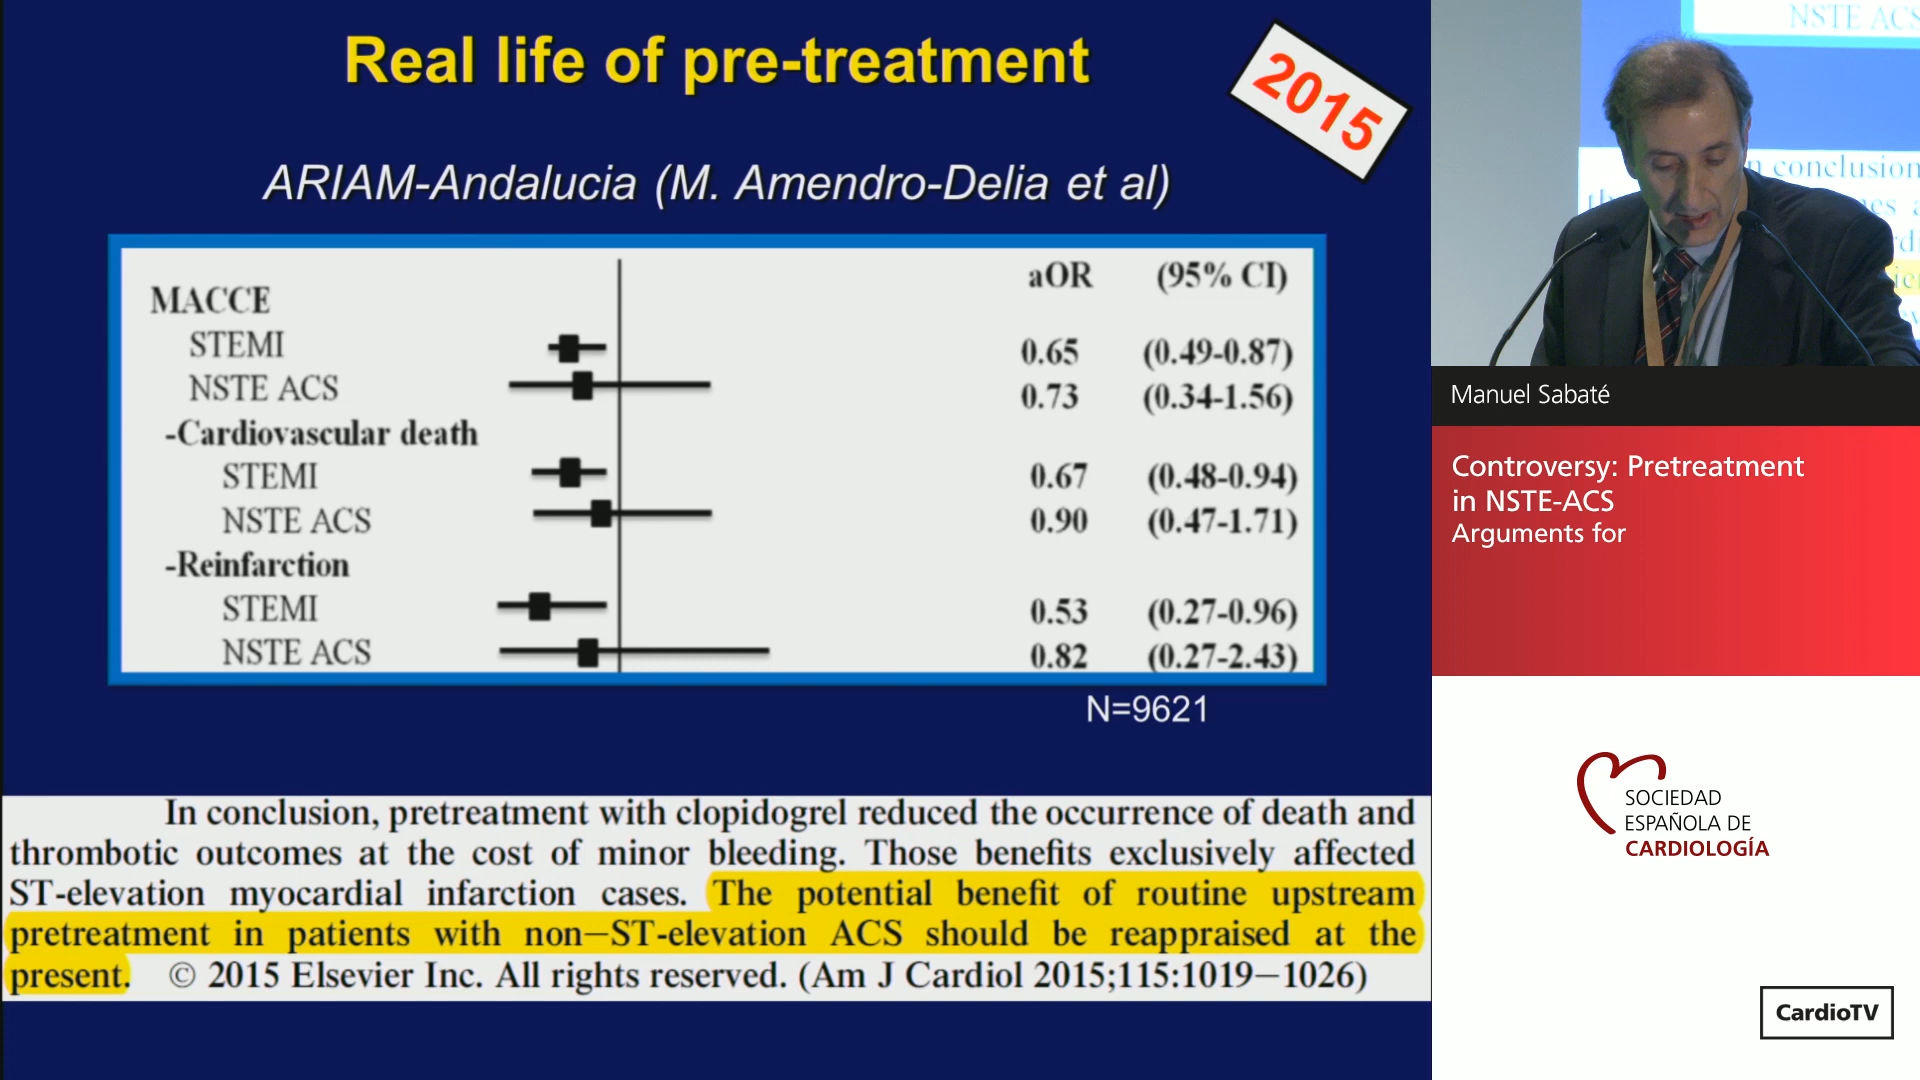 Real life of pre-treatment
2015
ARIAM-Andalucia (M. Amendro-Delia et al)
aOR (95% CI)
MACCE
STEMI 0.65 (0.49-0.87)
NSTE ACS 0.73 (0.34-1.56)
-Cardiovascular death
STEMI 0.67 (0.48-0.94)
NSTE ACS 0.90 (0.47-1.71)
-Reinfarction
STEMI 0.53 (0.27-0.96)
NSTE ACS 0.82 (0.27-2.43)
N=9621
In conclusion, pretreatment with clopidogrel reduced the occurrence of death and
thrombotic outcomes at the cost of minor bleeding. Those benefits exclusively affected
ST-elevation myocardial infarction cases. The potential benefit of routine upstream
pretreatment in patients with non−ST-elevation ACS should be reappraised at the
present. © 2015 Elsevier Inc. All rights reserved. (Am J Cardiol 2015;115:1019−1026)
NSTE ACS
conclusion
Manuel Sabaté
Controversy: Pretreatment
in NSTE-ACS
Arguments for
SOCIEDAD
ESPAÑOLA DE
CARDIOLOGÍA
CardioTV